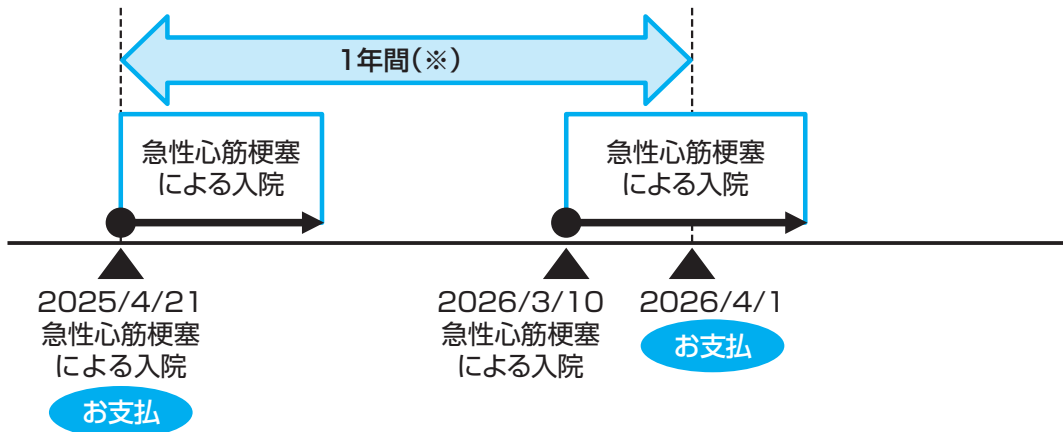 1年間(※)
急性心筋梗塞
による入院
急性心筋梗塞
による入院
2025/4/21
急性心筋梗塞
による入院
お支払
2026/3/10
急性心筋梗塞
による入院
2026/4/1
お支払